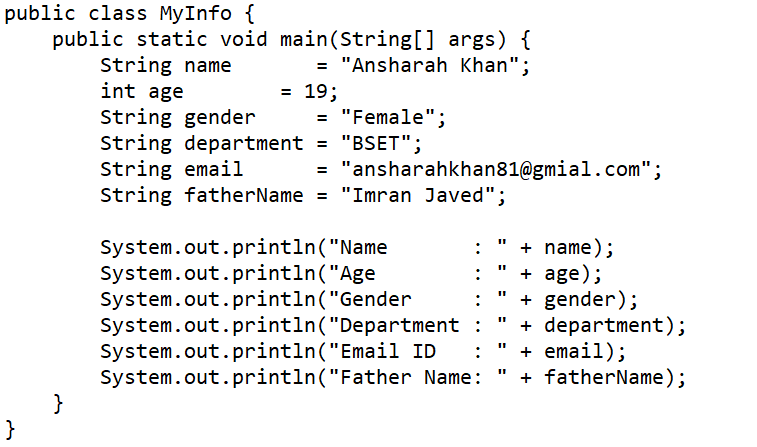 public class MyInfo {
    public static void main(String[] args) {
        String name       = "Ansharah Khan";
        int age        = 19;
        String gender     = "Female";
        String department = "BSET";
        String email      = "ansharahkhan81@gmial.com";
        String fatherName = "Imran Javed";

        System.out.println("Name       : " + name);
        System.out.println("Age        : " + age);
        System.out.println("Gender     : " + gender);
        System.out.println("Department : " + department);
        System.out.println("Email ID   : " + email);
        System.out.println("Father Name: " + fatherName);
    }
}